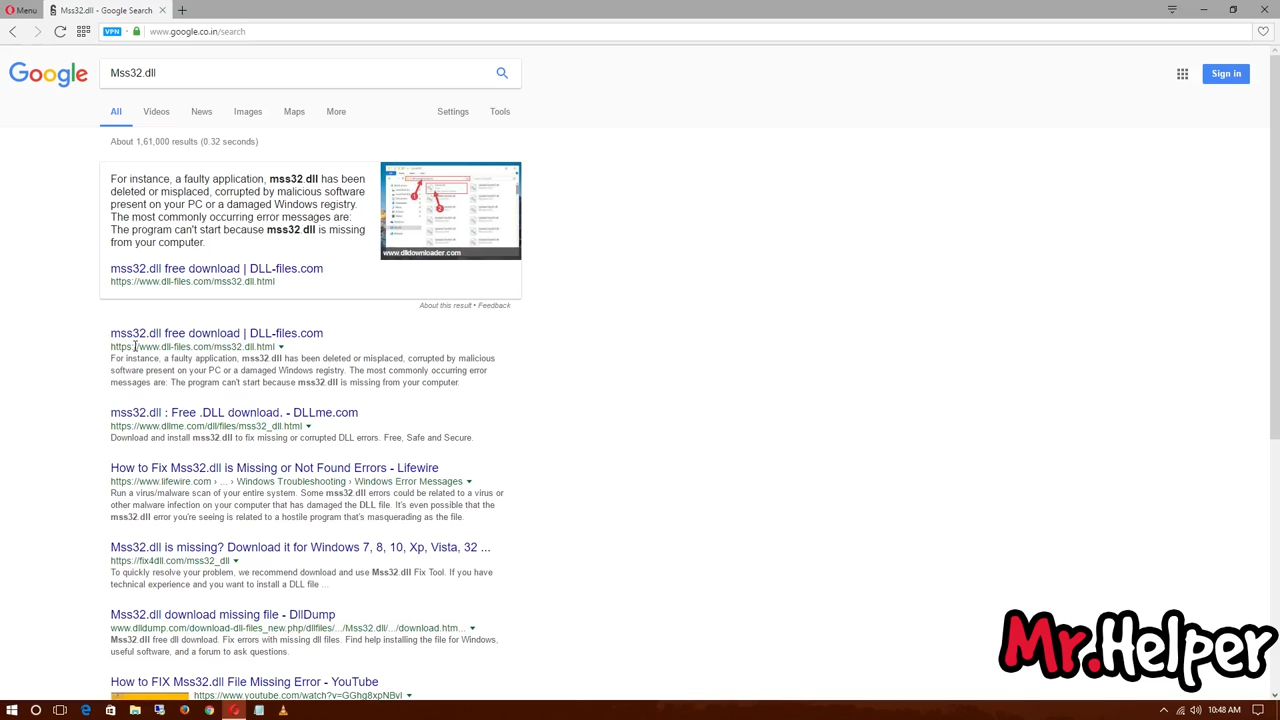 Menu
Mss32.dll - Google Search
VPN
www.google.co.in/search
Google
Mss32.dll
Sign in
All
Videos
News
Images
Maps
More
Settings
Tools
About 1,61,000 results (0.32 seconds)
For instance, a faulty application, mss32 dll has been
deleted or misplaced, corrupted by malicious software
present on your PC or a damaged Windows registry.
The most commonly occurring error messages are:
The program can't start because mss32 dll is missing
from your computer.
www.dlldownloader.com
mss32.dll free download | DLL-files.com
https://www.dll-files.com/mss32.dll.html
About this result • Feedback
mss32.dll free download | DLL-files.com
https://www.dll-files.com/mss32.dll.html
For instance, a faulty application, mss32.dll has been deleted or misplaced, corrupted by malicious
software present on your PC or a damaged Windows registry. The most commonly occurring error
messages are: The program can't start because mss32.dll is missing from your computer.
mss32.dll : Free .DLL download. - DLLme.com
https://www.dllme.com/dll/files/mss32_dll.html
Download and install mss32.dll to fix missing or corrupted DLL errors. Free, Safe and Secure.
How to Fix Mss32.dll is Missing or Not Found Errors - Lifewire
https://www.lifewire.com › ... › Windows Troubleshooting › Windows Error Messages
Run a virus/malware scan of your entire system. Some mss32.dll errors could be related to a virus or
other malware infection on your computer that has damaged the DLL file. It's even possible that the
mss32.dll error you're seeing is related to a hostile program that's masquerading as the file.
Mss32.dll is missing? Download it for Windows 7, 8, 10, Xp, Vista, 32 ...
https://fix4dll.com/mss32_dll
To quickly resolve your problem, we recommend download and use Mss32.dll Fix Tool. If you have
technical experience and you want to install a DLL file ...
Mss32.dll download missing file - DllDump
www.dlldump.com/download-dll-files_new.php/dllfiles/.../Mss32.dll/.../download.htm...
Mss32.dll free dll download. Fix errors with missing dll files. Find help installing the file for Windows,
useful software, and a forum to ask questions.
How to FIX Mss32.dll File Missing Error - YouTube
https://www.youtube.com/watch?v=GGhg8xpNBvI
Mr.Helper
10:48 AM